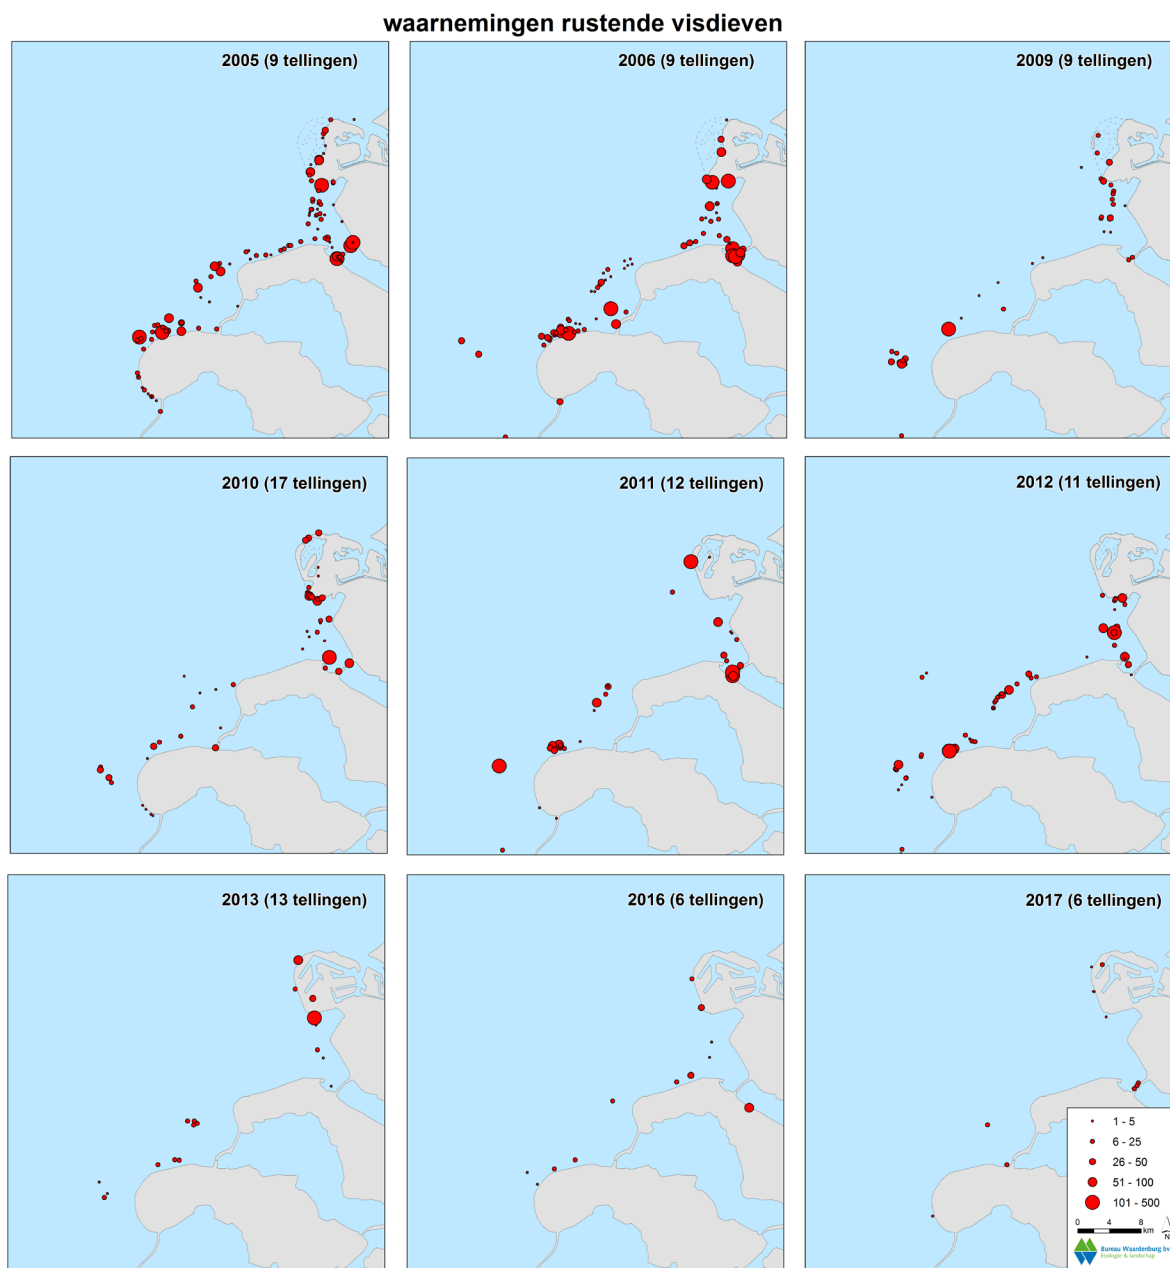 waarnemingen rustende visdieven
2005 (9 tellingen)
2006 (9 tellingen)
2009 (9 tellingen)
2010 (17 tellingen)
2011 (12 tellingen)
2012 (11 tellingen)
2013 (13 tellingen)
2016 (6 tellingen)
2017 (6 tellingen)
1 - 5
6 - 25
26 - 50
51 - 100
101 - 500
0 4 8
km
N
Bureau Waardenburg bv
Ecologie & landschap